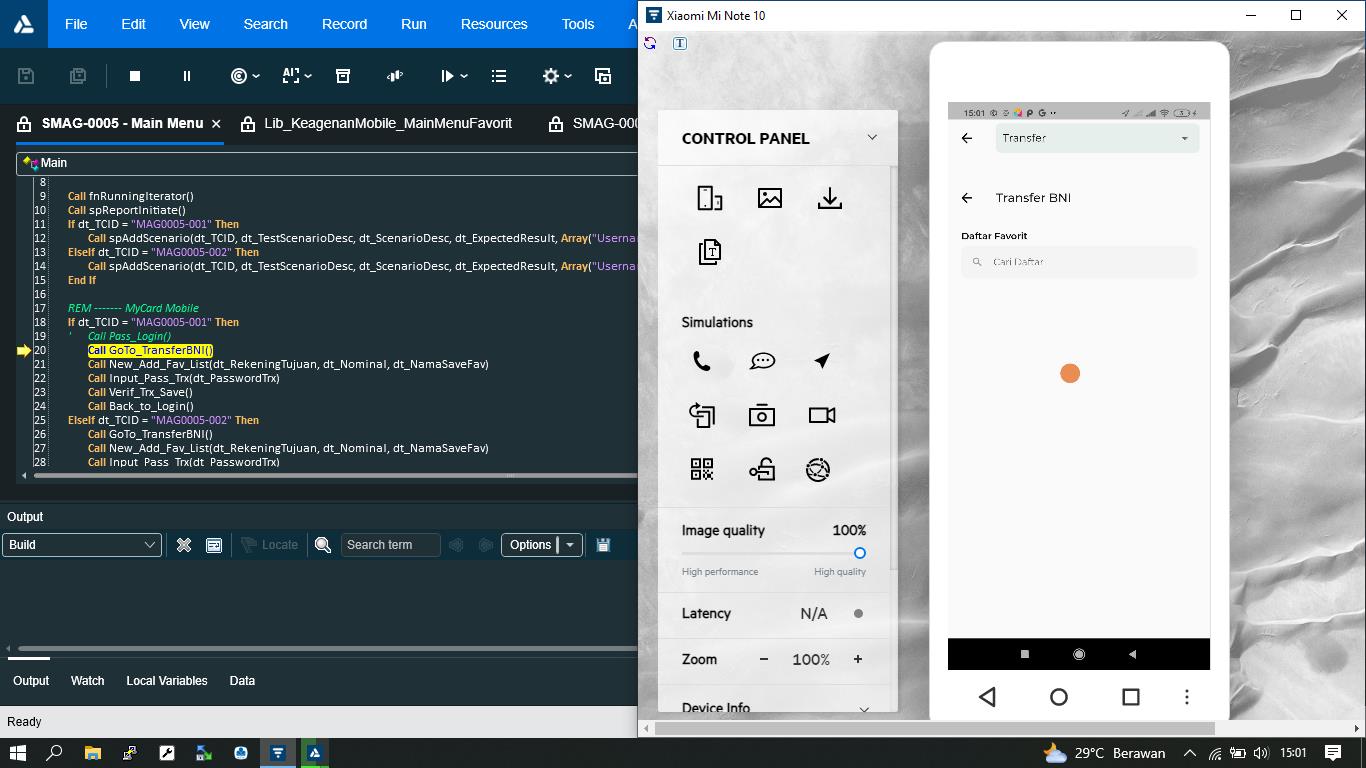 File Edit View Search Record Run Resources Tools A
SMAG-0005 - Main Menu
Lib_KeagenanMobile_MainMenuFavorit
SMAG-000
Main
8
9 Call fnRunningIterator()
10 Call spReportInitiate()
11 If dt_TCID = "MAG0005-001" Then
12 Call spAddScenario(dt_TCID, dt_TestScenarioDesc, dt_ScenarioDesc, dt_ExpectedResult, Array("Userna
13 ElseIf dt_TCID = "MAG0005-002" Then
14 Call spAddScenario(dt_TCID, dt_TestScenarioDesc, dt_ScenarioDesc, dt_ExpectedResult, Array("Userna
15 End If
16
17 REM ------- MyCard Mobile
18 If dt_TCID = "MAG0005-001" Then
19 ' Call Pass_Login()
20 Call GoTo_TransferBNI()
21 Call New_Add_Fav_List(dt_RekeningTujuan, dt_Nominal, dt_NamaSaveFav)
22 Call Input_Pass_Trx(dt_PasswordTrx)
23 Call Verif_Trx_Save()
24 Call Back_to_Login()
25 ElseIf dt_TCID = "MAG0005-002" Then
26 Call GoTo_TransferBNI()
27 Call New_Add_Fav_List(dt_RekeningTujuan, dt_Nominal, dt_NamaSaveFav)
28 Call Input_Pass_Trx(dt_PasswordTrx)
Output
Build
Locate
Search term
Options
Output Watch Local Variables Data
Ready
Xiaomi Mi Note 10
T
CONTROL PANEL
T
Simulations
Image quality 100%
High performance High quality
Latency N/A
Zoom 100%
Device Info
15:01
Transfer
Transfer BNI
Daftar Favorit
Cari Daftar
29°C Berawan 15:01